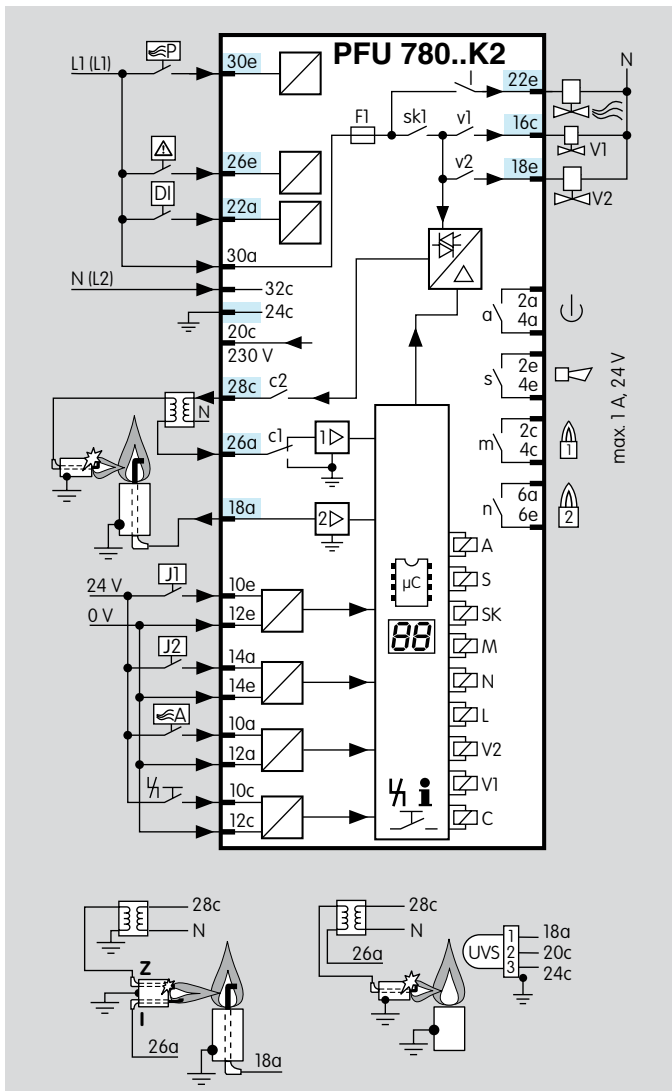 PFU 780..K2
L1 (L1)
P
30e
l
22e
N
F1
sk1
v1
16c
V1
26e
v2
18e
V2
DI
22a
30a
N (L2)
32c
24c
20c
230 V
a
2a
4a
28c
c2
N
s
2e
4e
26a
c1
1
m
2c
4c
1
max. 1 A, 24 V
18a
2
n
6a
6e
2
A
µC
S
24 V
J1
10e
0 V
12e
SK
88
M
J2
14a
14e
N
L
A
10a
12a
V2
V1
10c
12c
i
C
28c
N
Z
I
26a
18a
28c
N
26a
UVS
1
2
3
18a
20c
24c